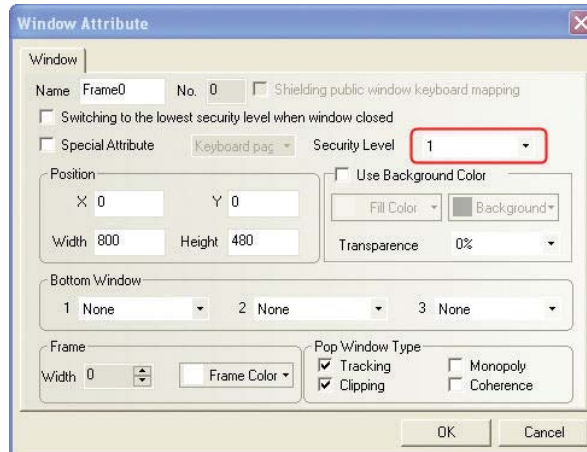 Window Attribute
Window
Name Frame0 No. 0 Shielding public window keyboard mapping
Switching to the lowest security level when window closed
Special Attribute Keyboard pag Security Level 1
Position
X 0 Y 0
Width 800 Height 480
Use Background Color
Fill Color Background
Transparence 0%
Bottom Window
1 None 2 None 3 None
Frame
Width 0 Frame Color
Pop Window Type
Tracking Monopoly
Clipping Coherence
OK Cancel